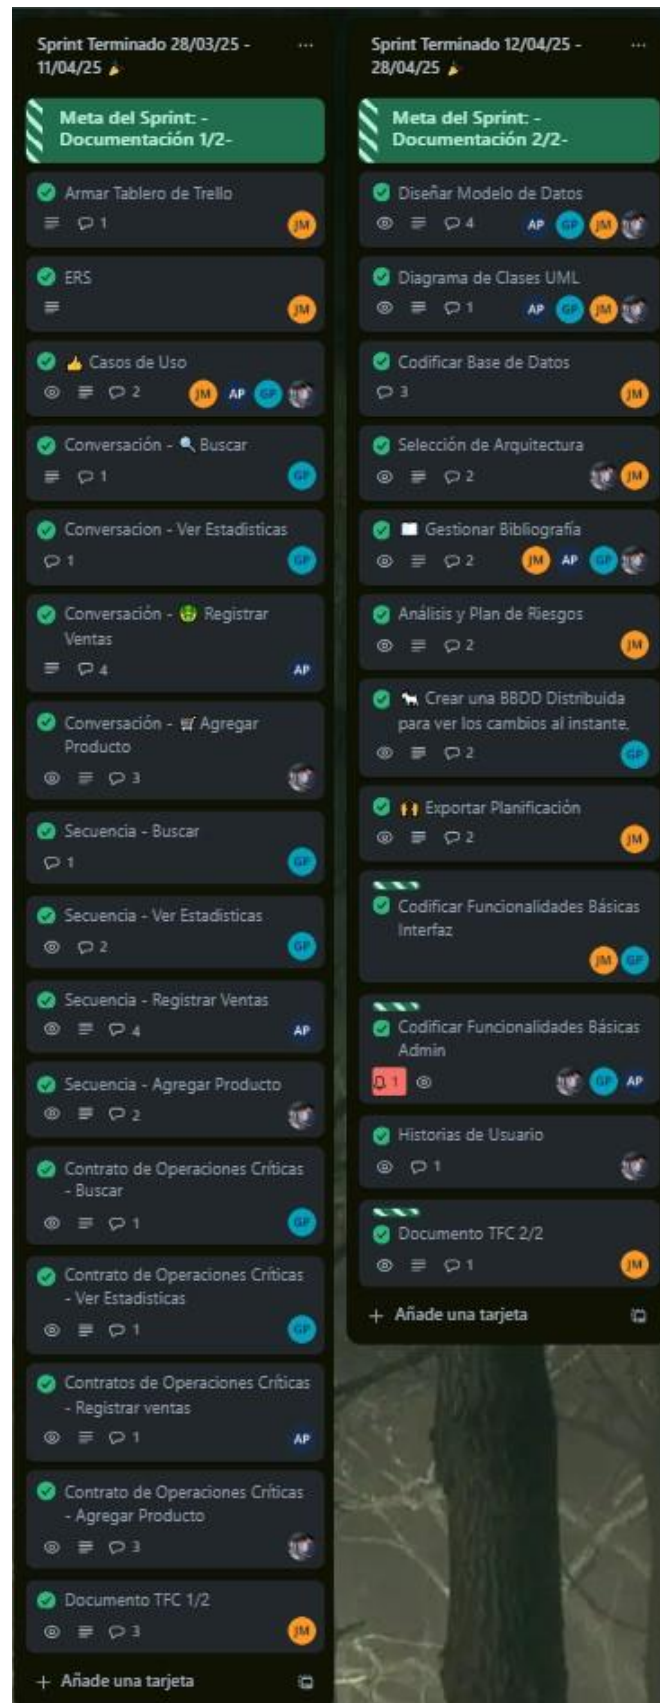 Sprint Terminado 28/03/25 -
11/04/25
Meta del Sprint: -
Documentación 1/2-
Armar Tablero de Trello
1
JM
ERS
JM
Casos de Uso
2
JM
AP
GP
Conversación - Buscar
1
GP
Conversacion - Ver Estadisticas
1
GP
Conversación - Registrar
Ventas
4
AP
Conversación - Agregar
Producto
3
Secuencia - Buscar
1
GP
Secuencia - Ver Estadisticas
2
GP
Secuencia - Registrar Ventas
4
AP
Secuencia - Agregar Producto
2
Contrato de Operaciones Críticas
- Buscar
1
GP
Contrato de Operaciones Críticas
- Ver Estadisticas
1
GP
Contratos de Operaciones Críticas
- Registrar ventas
1
AP
Contrato de Operaciones Críticas
- Agregar Producto
3
Documento TFC 1/2
3
JM
+ Añade una tarjeta
Sprint Terminado 12/04/25 -
28/04/25
Meta del Sprint: -
Documentación 2/2-
Diseñar Modelo de Datos
4
AP
GP
JM
Diagrama de Clases UML
1
AP
GP
JM
Codificar Base de Datos
3
JM
Selección de Arquitectura
2
JM
Gestionar Bibliografía
2
JM
AP
GP
Análisis y Plan de Riesgos
2
JM
Crear una BBDD Distribuida
para ver los cambios al instante.
2
GP
Exportar Planificación
2
JM
Codificar Funcionalidades Básicas
Interfaz
JM
GP
Codificar Funcionalidades Básicas
Admin
1
GP
AP
Historias de Usuario
1
Documento TFC 2/2
1
JM
+ Añade una tarjeta